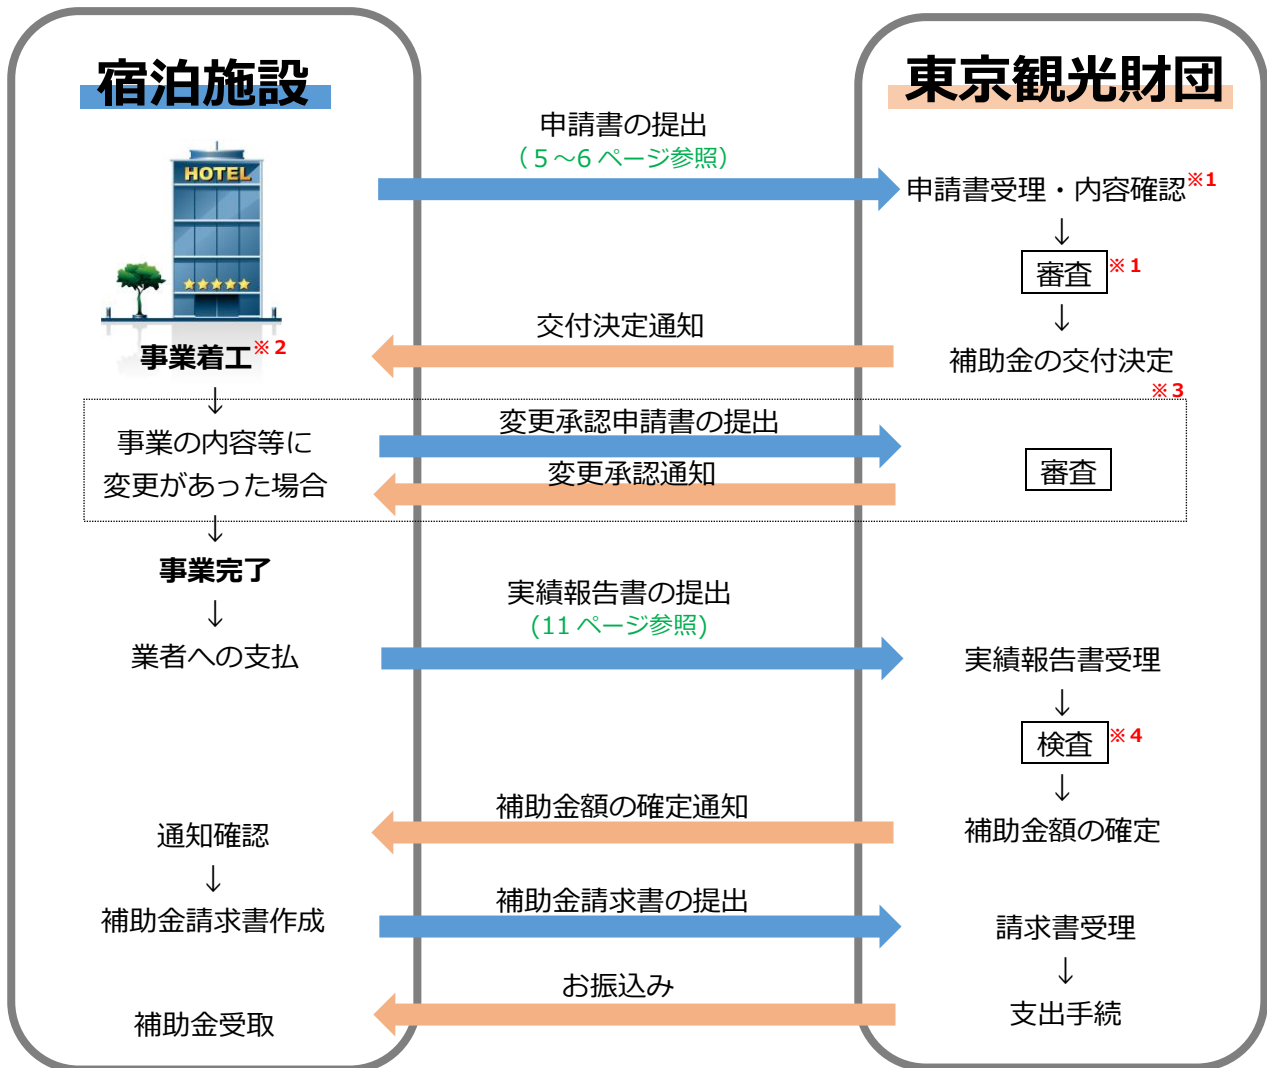 宿泊施設
東京観光財団
HOTEL
申請書の提出
(５～６ページ参照)
申請書受理・内容確認※1
↓
審査※１
↓
補助金の交付決定
交付決定通知
事業着工※２
↓
※３
事業の内容等に
変更があった場合
変更承認申請書の提出
変更承認通知
審査
↓
事業完了
↓
業者への支払
実績報告書の提出
(11 ページ参照)
実績報告書受理
↓
検査※４
↓
補助金額の確定
補助金額の確定通知
通知確認
↓
補助金請求書作成
補助金請求書の提出
請求書受理
↓
支出手続
お振込み
補助金受取